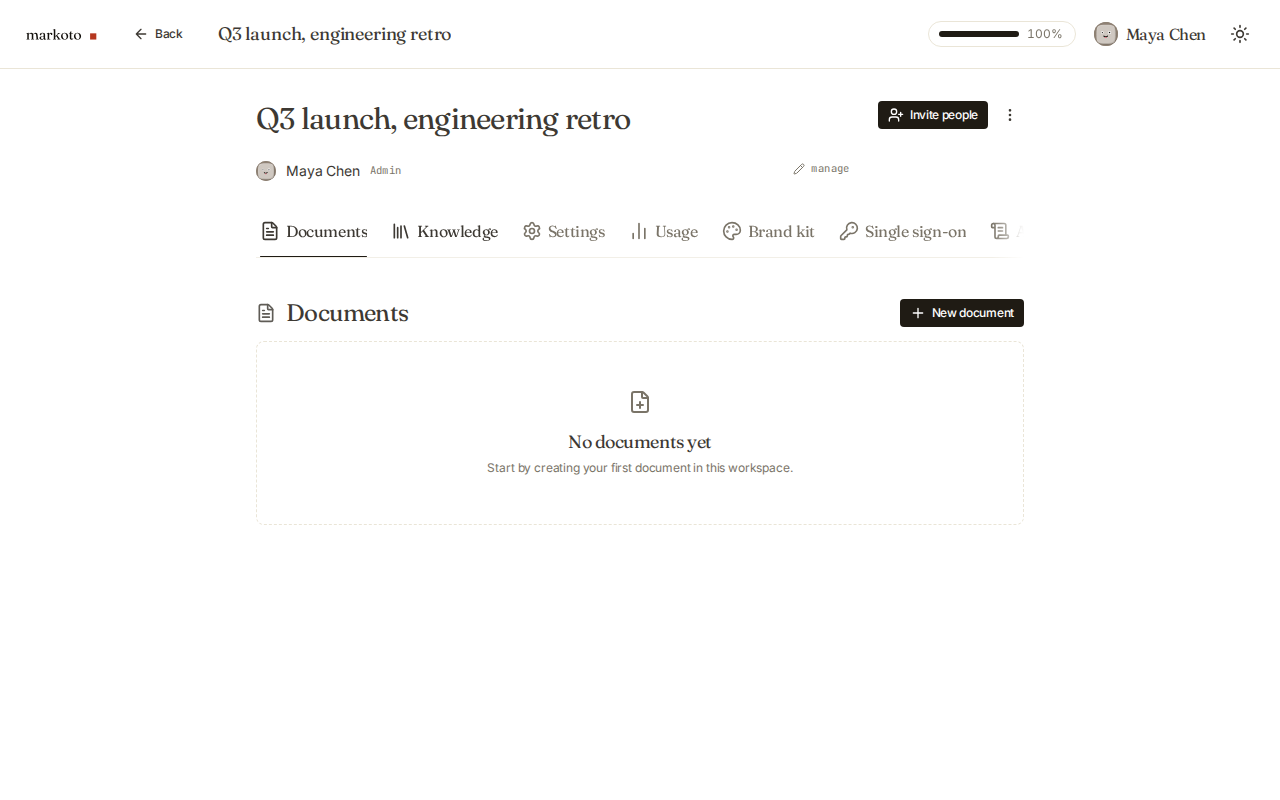 markoto
Back
Q3 launch, engineering retro
100%
Maya Chen
Q3 launch, engineering retro
Invite people
Maya Chen Admin
manage
Documents
Knowledge
Settings
Usage
Brand kit
Single sign-on
Documents
New document
No documents yet
Start by creating your first document in this workspace.